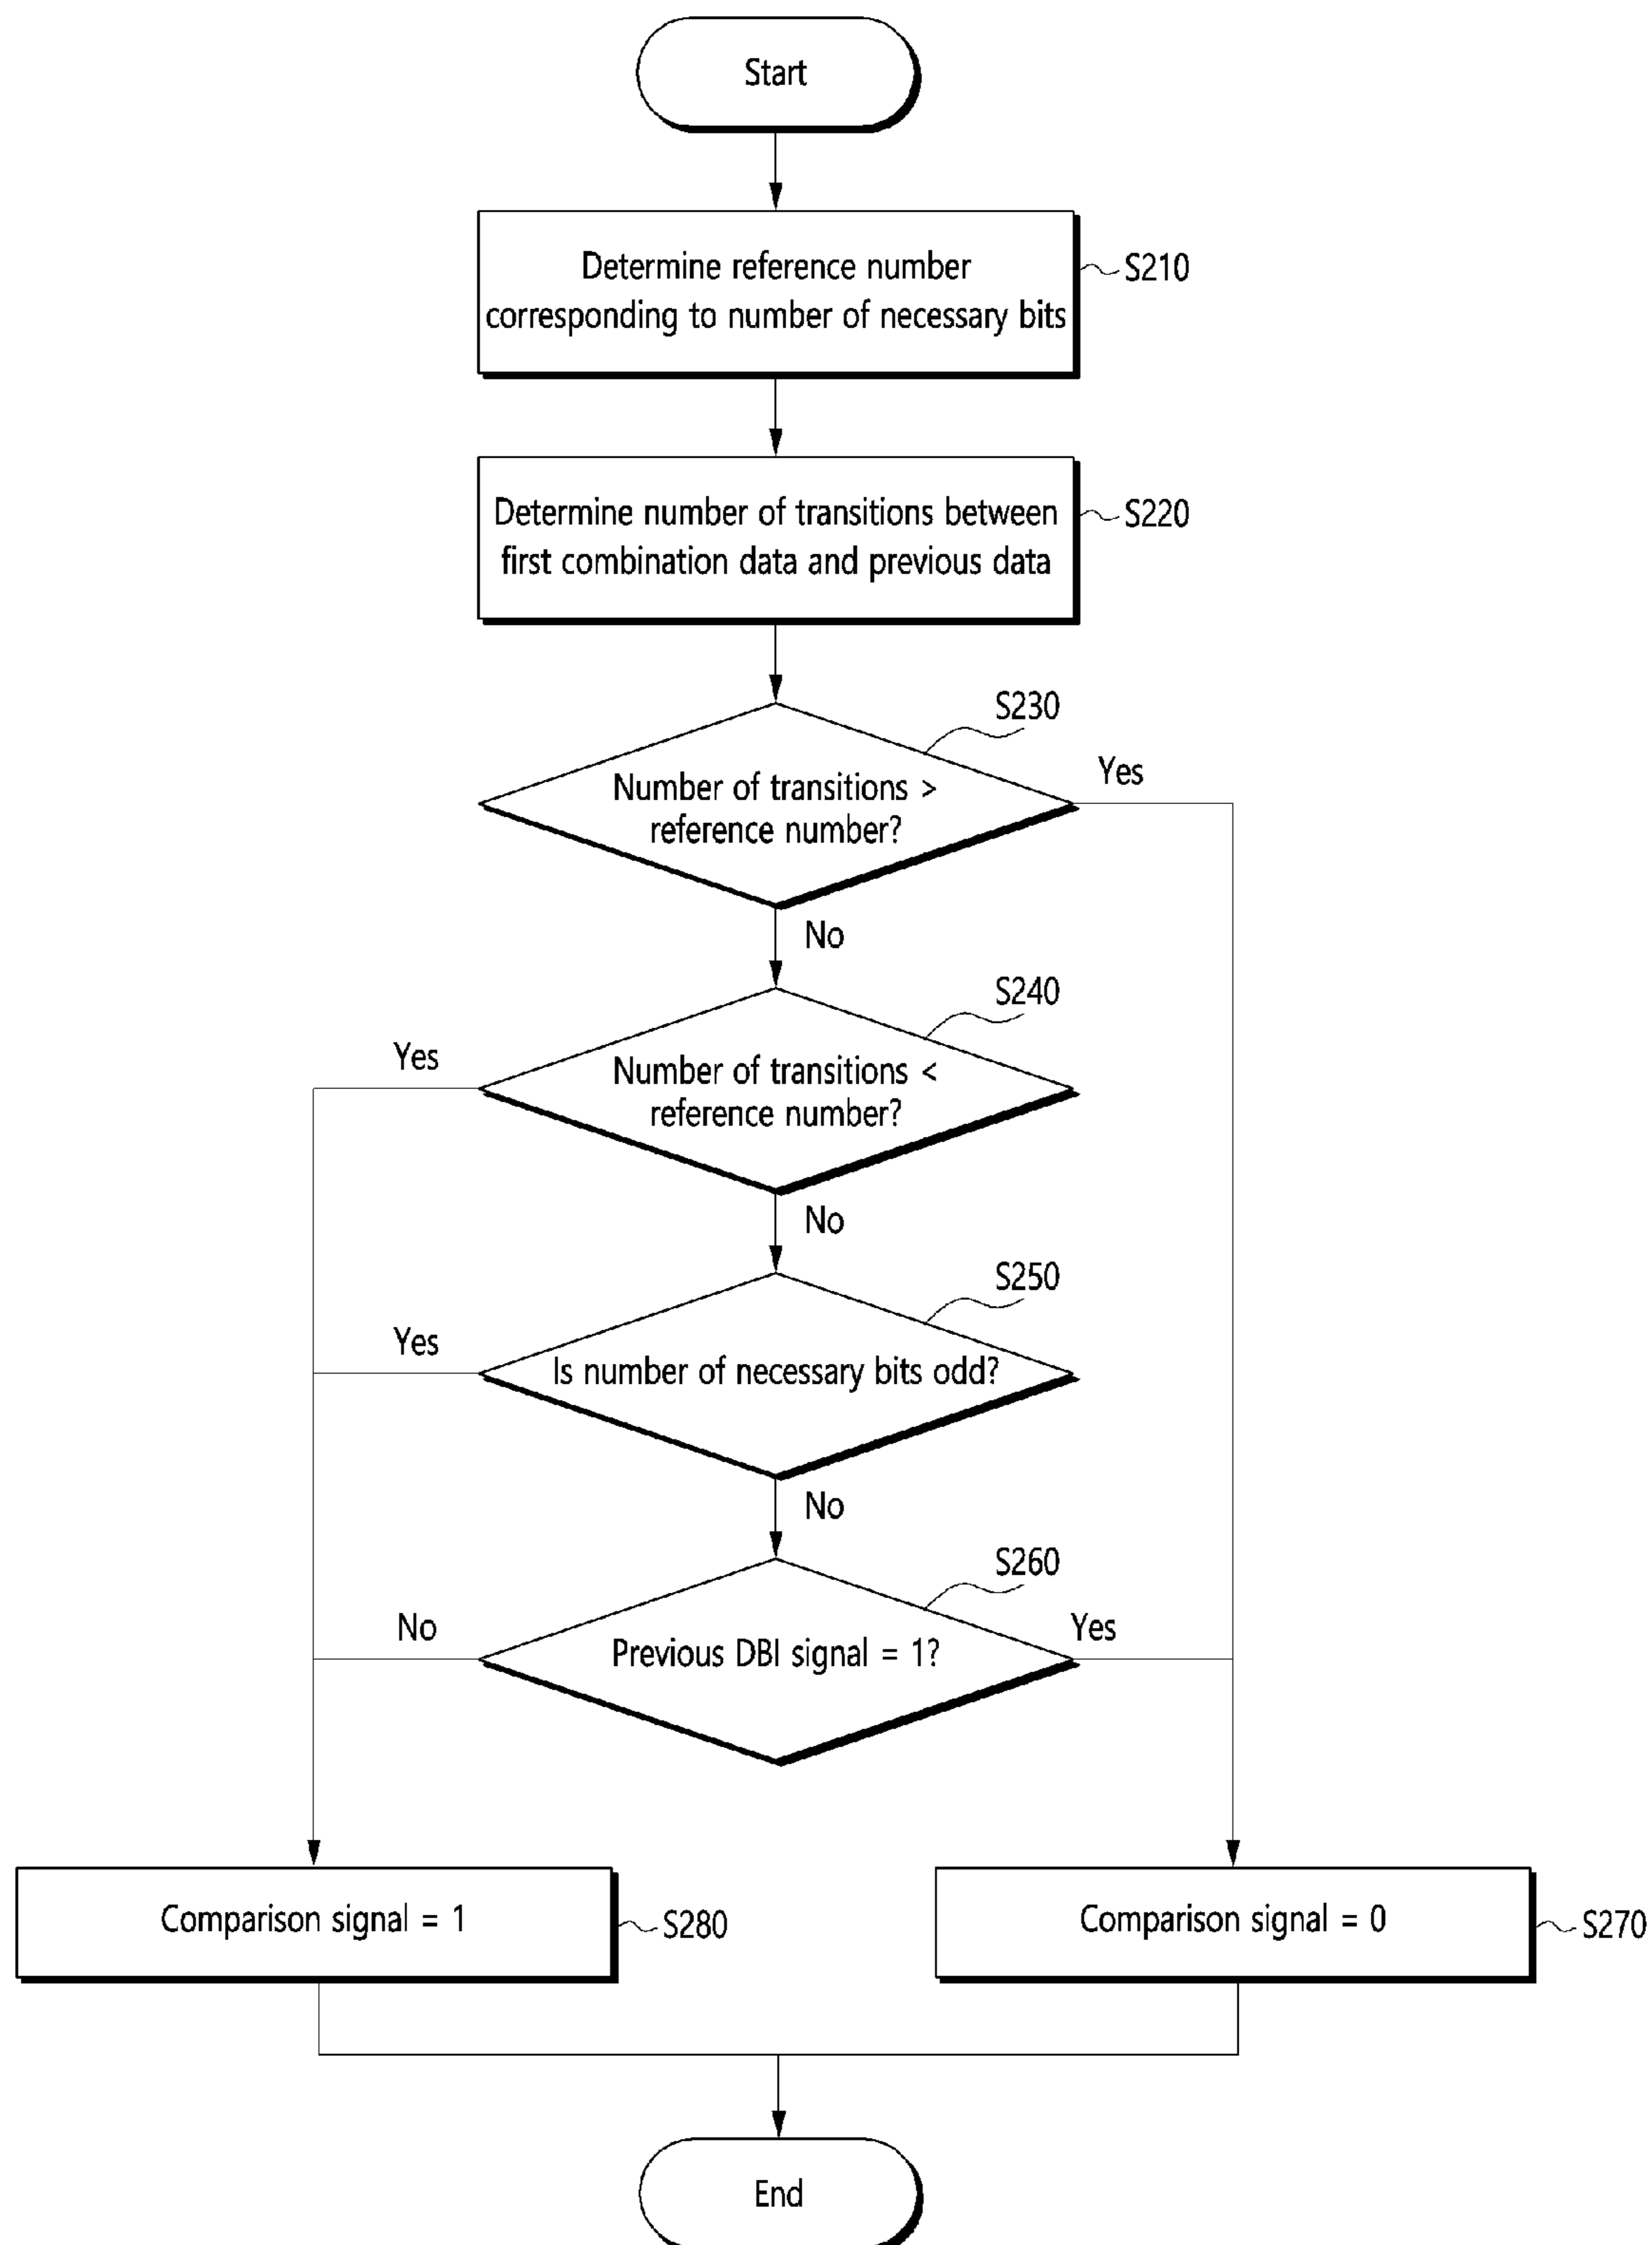 Start
Determine reference number
corresponding to number of necessary bits
S210
Determine number of transitions between
first combination data and previous data
S220
S230
Number of transitions >
reference number?
Yes
No
S240
Number of transitions <
reference number?
Yes
No
S250
Is number of necessary bits odd?
Yes
No
S260
Previous DBI signal = 1?
No
Yes
Comparison signal = 1
S280
Comparison signal = 0
S270
End